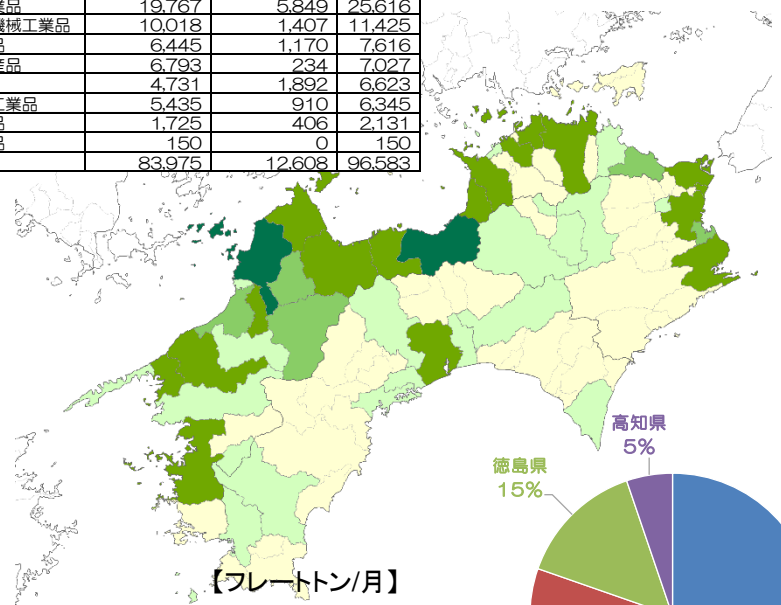 業品 19,767 5,849 25,616
機械工業品 10,018 1,407 11,425
品 6,445 1,170 7,616
産品 6,793 234 7,027
4,731 1,892 6,623
工業品 5,435 910 6,345
品 1,725 406 2,131
品 150 0 150
83,975 12,608 96,583
高知県
5%
徳島県
15%
【フレートトン/月】